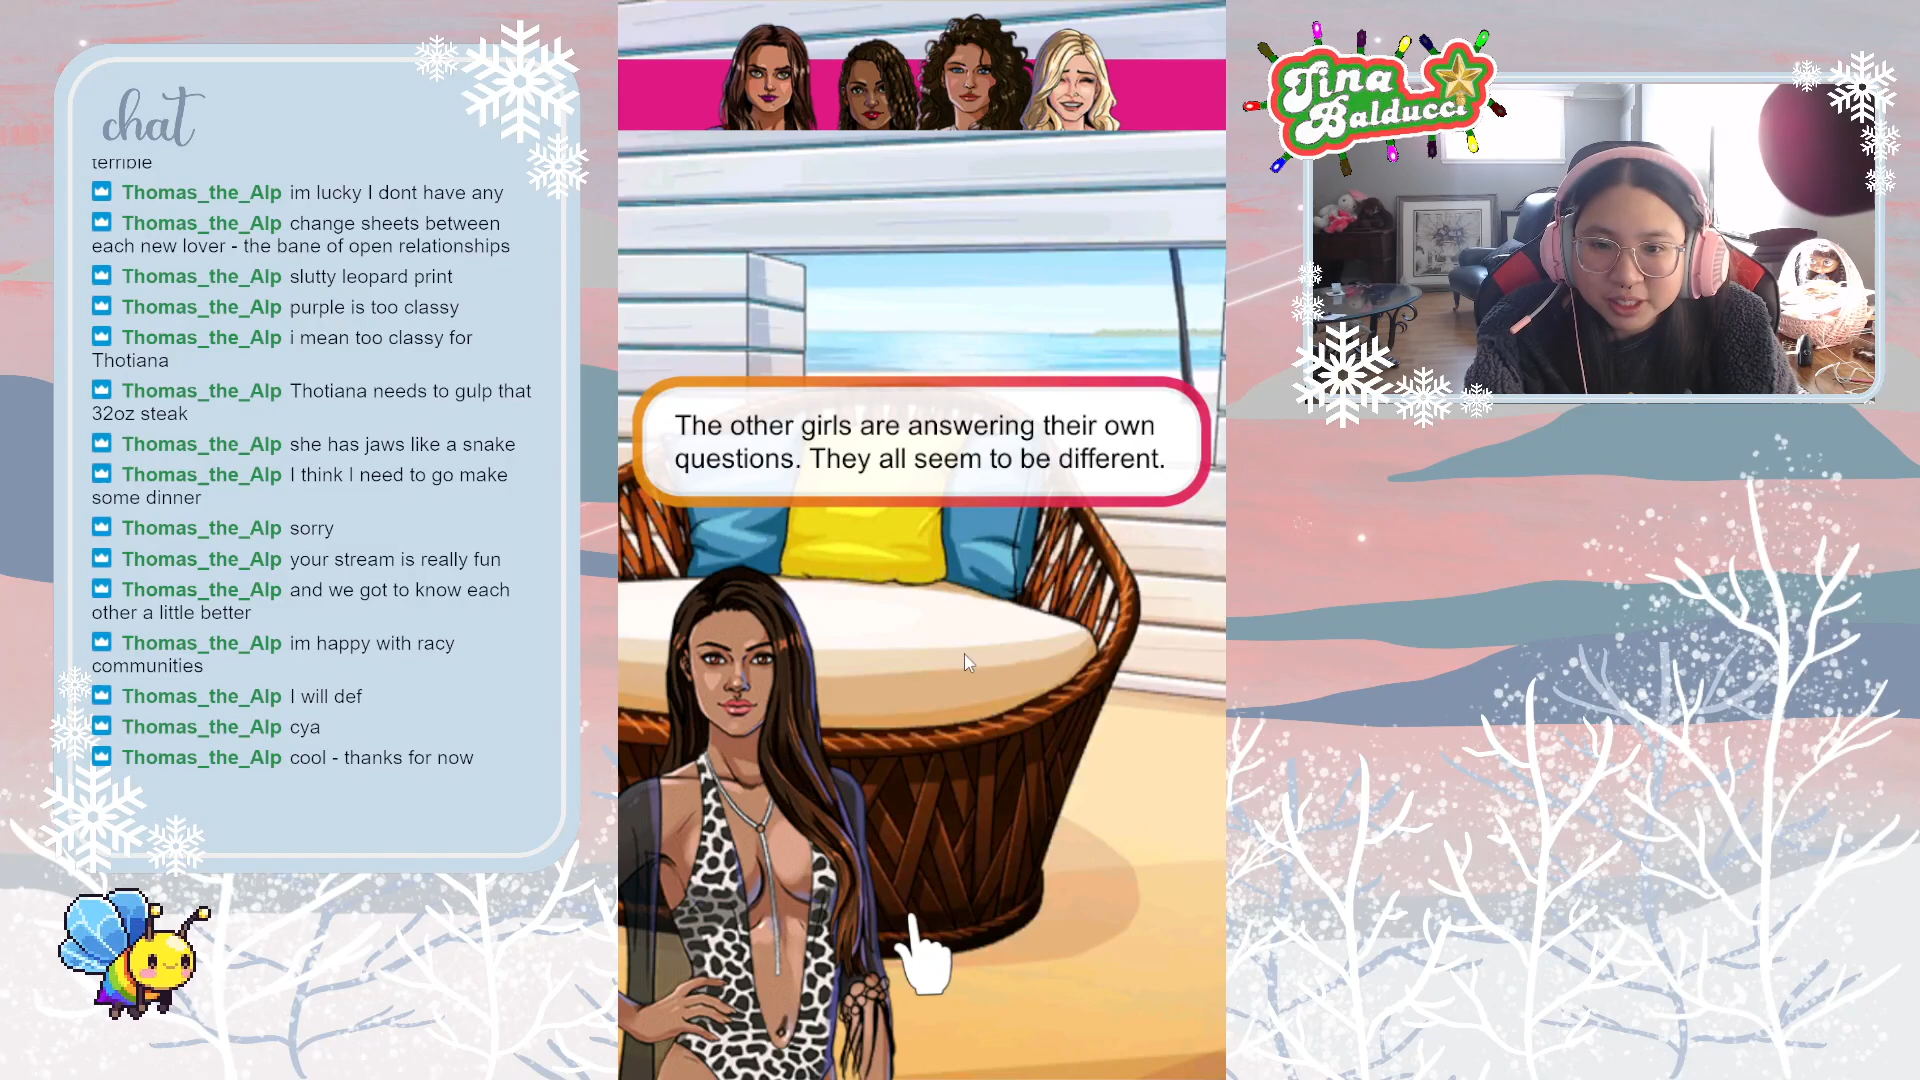 chat
terrible
Thomas_the_Alp im lucky I dont have any
Thomas_the_Alp change sheets between
each new lover - the bane of open relationships
Thomas_the_Alp slutty leopard print
Thomas_the_Alp purple is too classy
Thomas_the_Alp i mean too classy for
Thotiana
Thomas_the_Alp Thotiana needs to gulp that
32oz steak
Thomas_the_Alp she has jaws like a snake
Thomas_the_Alp I think I need to go make
some dinner
Thomas_the_Alp sorry
Thomas_the_Alp your stream is really fun
Thomas_the_Alp and we got to know each
other a little better
Thomas_the_Alp im happy with racy
communities
Thomas_the_Alp I will def
Thomas_the_Alp cya
Thomas_the_Alp cool - thanks for now
The other girls are answering their own
questions. They all seem to be different.
Tina
Balducci